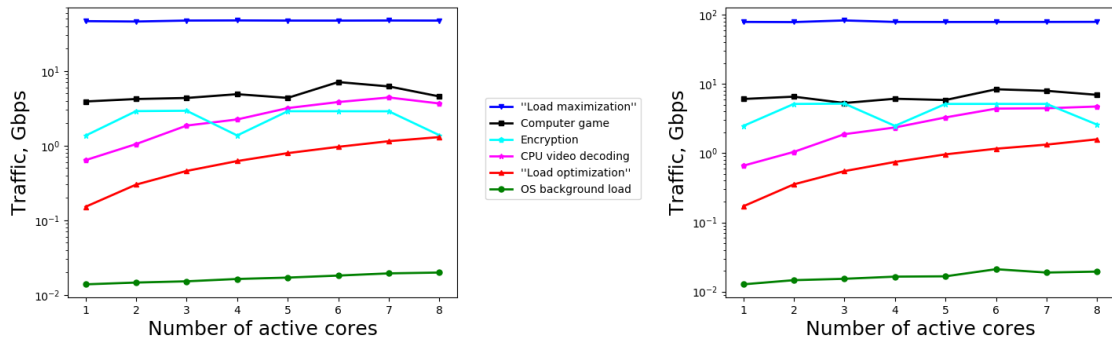 Traffic, Gbps
10¹
10⁰
10⁻¹
10⁻²
1 2 3 4 5 6 7 8
Number of active cores
"Load maximization"
Computer game
Encryption
CPU video decoding
"Load optimization"
OS background load
Traffic, Gbps
10²
10¹
10⁰
10⁻¹
10⁻²
1 2 3 4 5 6 7 8
Number of active cores